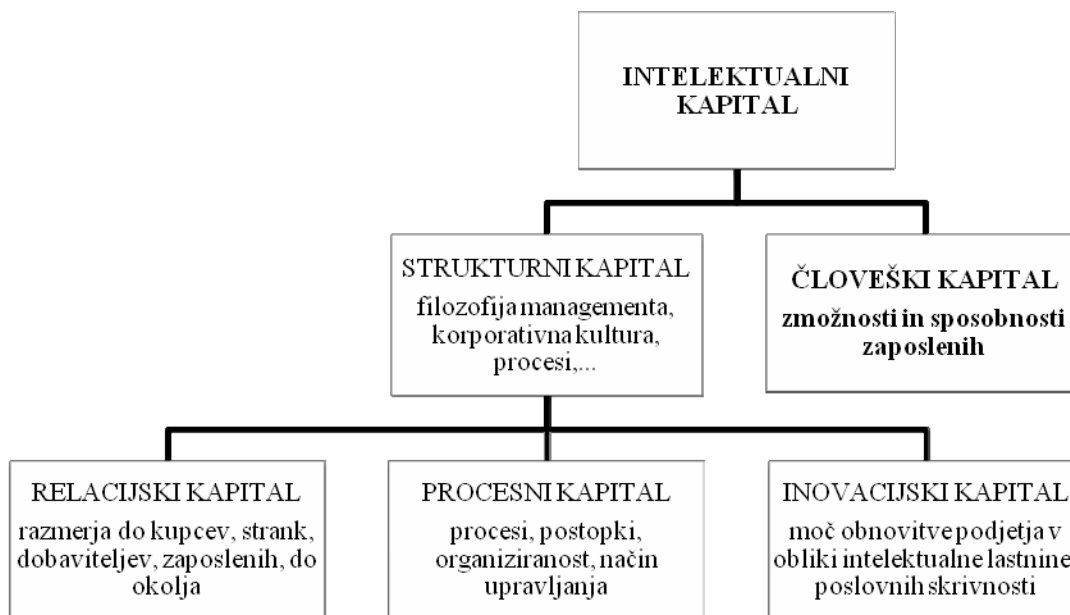 INTELEKTUALNI
KAPITAL
STRUKTURNI KAPITAL
filozofija managementa,
korporativna kultura,
procesi,...
ČLOVEŠKI KAPITAL
zmožnosti in sposobnosti
zaposlenih
RELACIJSKI KAPITAL
razmerja do kupcev, strank,
dobaviteljev, zaposlenih, do
okolja
PROCESNI KAPITAL
procesi, postopki,
organiziranost, način
upravljanja
INOVACIJSKI KAPITAL
moč obnovitve podjetja v
obliki intelektualne lastnine,
poslovnih skrivnosti